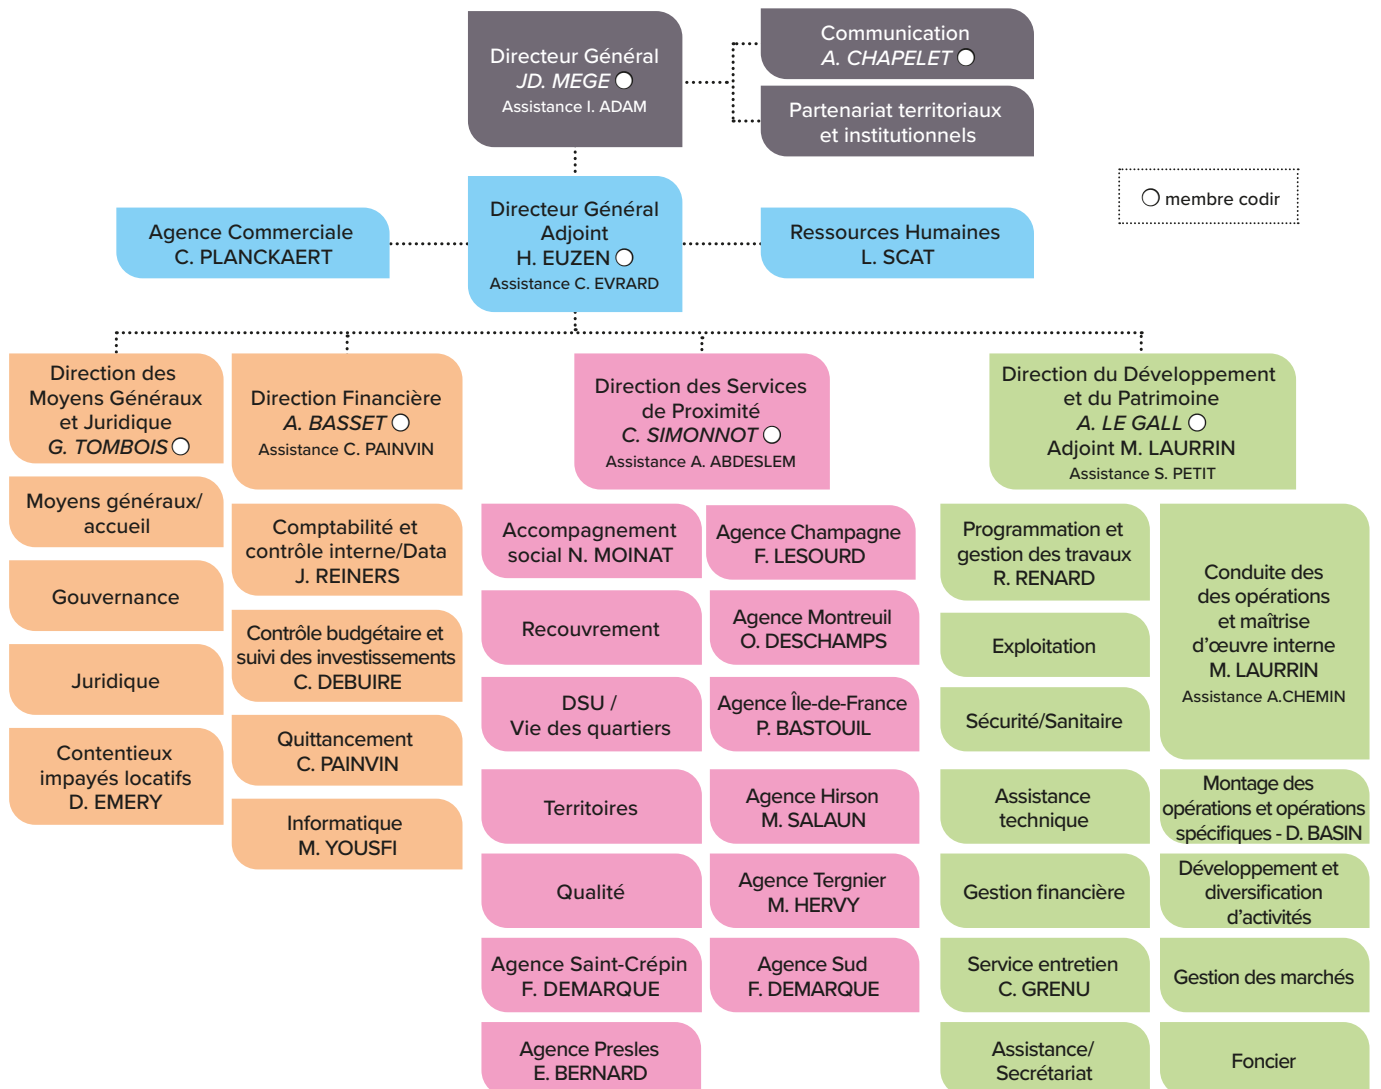 Directeur Général
JD. MEGE
Assistance I. ADAM
Communication
A. CHAPELET
Partenariat territoriaux
et institutionnels
membre codir
Agence Commerciale
C. PLANCKAERT
Directeur Général
Adjoint
H. EUZEN
Assistance C. EVRARD
Ressources Humaines
L. SCAT
Direction des
Moyens Généraux
et Juridique
G. TOMBOIS
Moyens généraux/
accueil
Gouvernance
Juridique
Contentieux
impayés locatifs
D. EMERY
Direction Financière
A. BASSET
Assistance C. PAINVIN
Comptabilité et
contrôle interne/Data
J. REINERS
Contrôle budgétaire et
suivi des investissements
C. DEBUIRE
Quittancement
C. PAINVIN
Informatique
M. YOUSFI
Direction des Services
de Proximité
C. SIMONNOT
Assistance A. ABDESLEM
Accompagnement
social N. MOINAT
Recouvrement
DSU /
Vie des quartiers
Territoires
Qualité
Agence Saint-Crépin
F. DEMARQUE
Agence Presles
E. BERNARD
Agence Champagne
F. LESOURD
Agence Montreuil
O. DESCHAMPS
Agence Île-de-France
P. BASTOUIL
Agence Hirson
M. SALAUN
Agence Tergnier
M. HERVY
Agence Sud
F. DEMARQUE
Direction du Développement
et du Patrimoine
A. LE GALL
Adjoint M. LAURRIN
Assistance S. PETIT
Programmation et
gestion des travaux
R. RENARD
Exploitation
Sécurité/Sanitaire
Assistance
technique
Gestion financière
Service entretien
C. GRENU
Assistance/
Secrétariat
Conduite des
des opérations
et maîtrise
d'œuvre interne
M. LAURRIN
Assistance A.CHEMIN
Montage des
opérations et opérations
spécifiques - D. BASIN
Développement et
diversification
d'activités
Gestion des marchés
Foncier